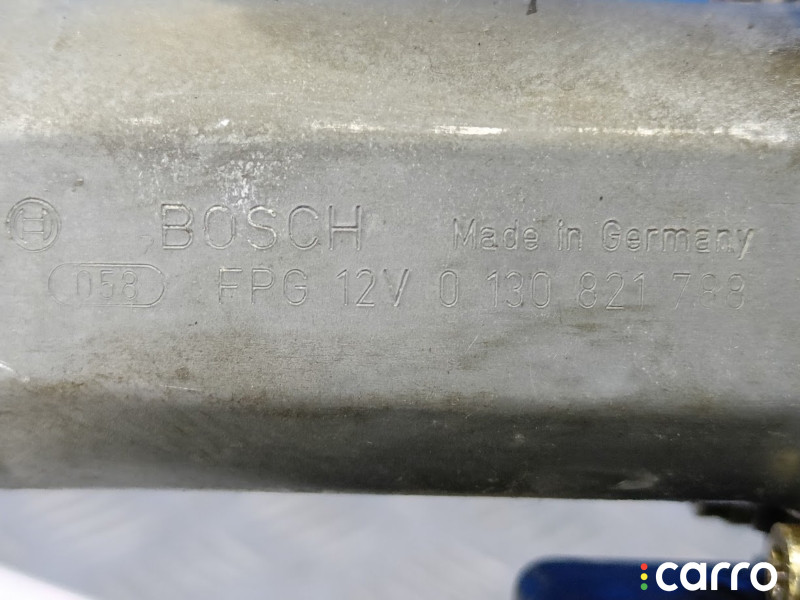 BOSCH Made in Germany
058 FPG 12V 0 130 821
carro